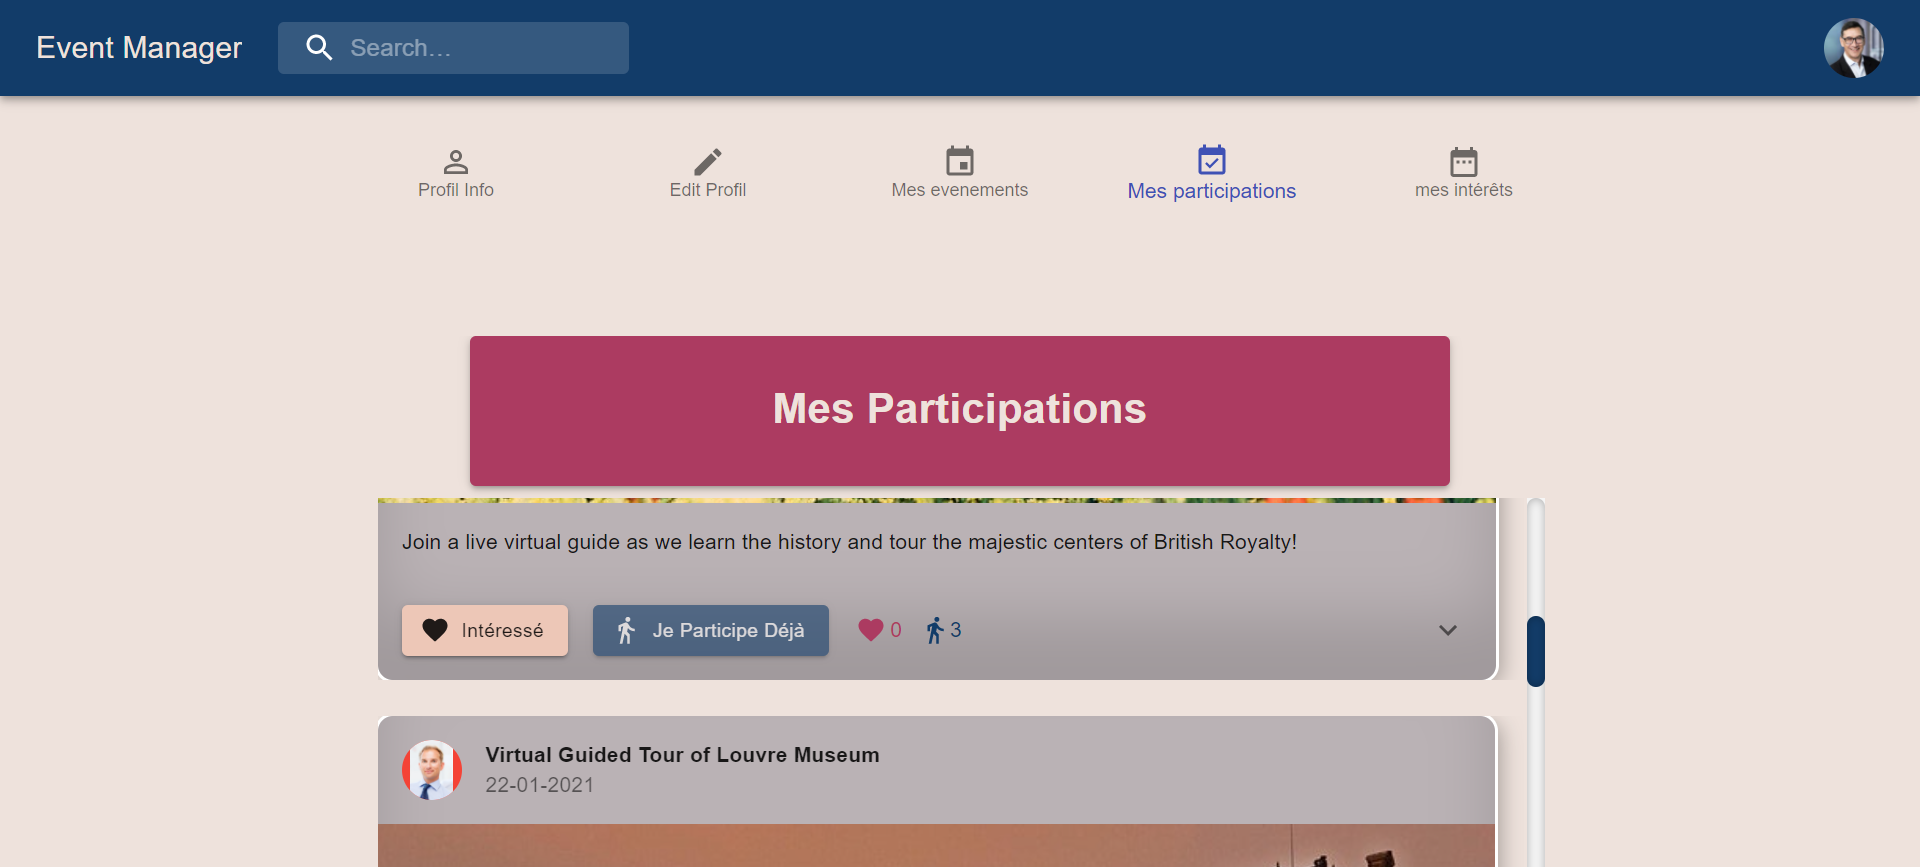 Event Manager
Search...
Profil Info
Edit Profil
Mes evenements
Mes participations
mes intérêts
Mes Participations
Join a live virtual guide as we learn the history and tour the majestic centers of British Royalty!
Intéressé
Je Participe Déjà
0
3
Virtual Guided Tour of Louvre Museum
22-01-2021